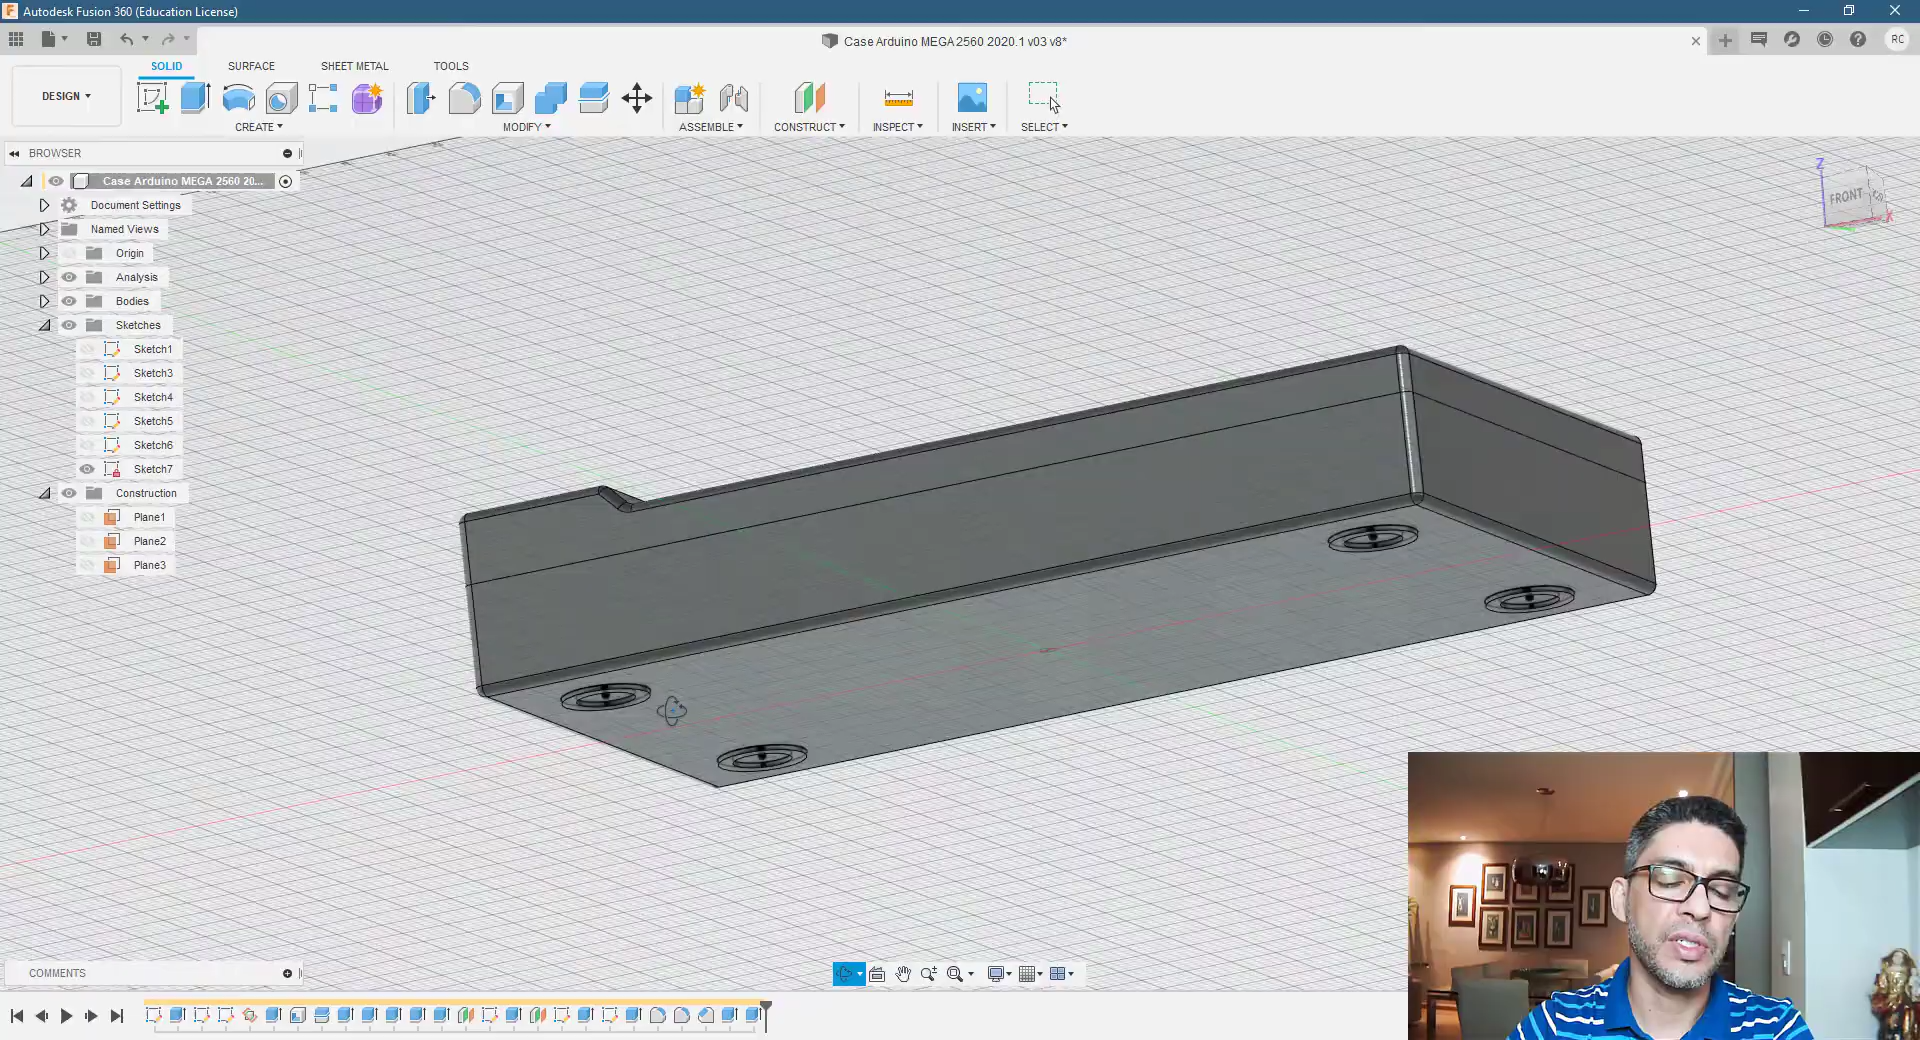 Autodesk Fusion 360 (Education License)
Case Arduino MEGA 2560 2020.1 v03 v8*
RC
SOLID
SURFACE
SHEET METAL
TOOLS
DESIGN
CREATE
MODIFY
ASSEMBLE
CONSTRUCT
INSPECT
INSERT
SELECT
BROWSER
Case Arduino MEGA 2560 20...
Document Settings
Named Views
Origin
Analysis
Bodies
Sketches
Sketch1
Sketch3
Sketch4
Sketch5
Sketch6
Sketch7
Construction
Plane1
Plane2
Plane3
Z
FRONT
X
COMMENTS